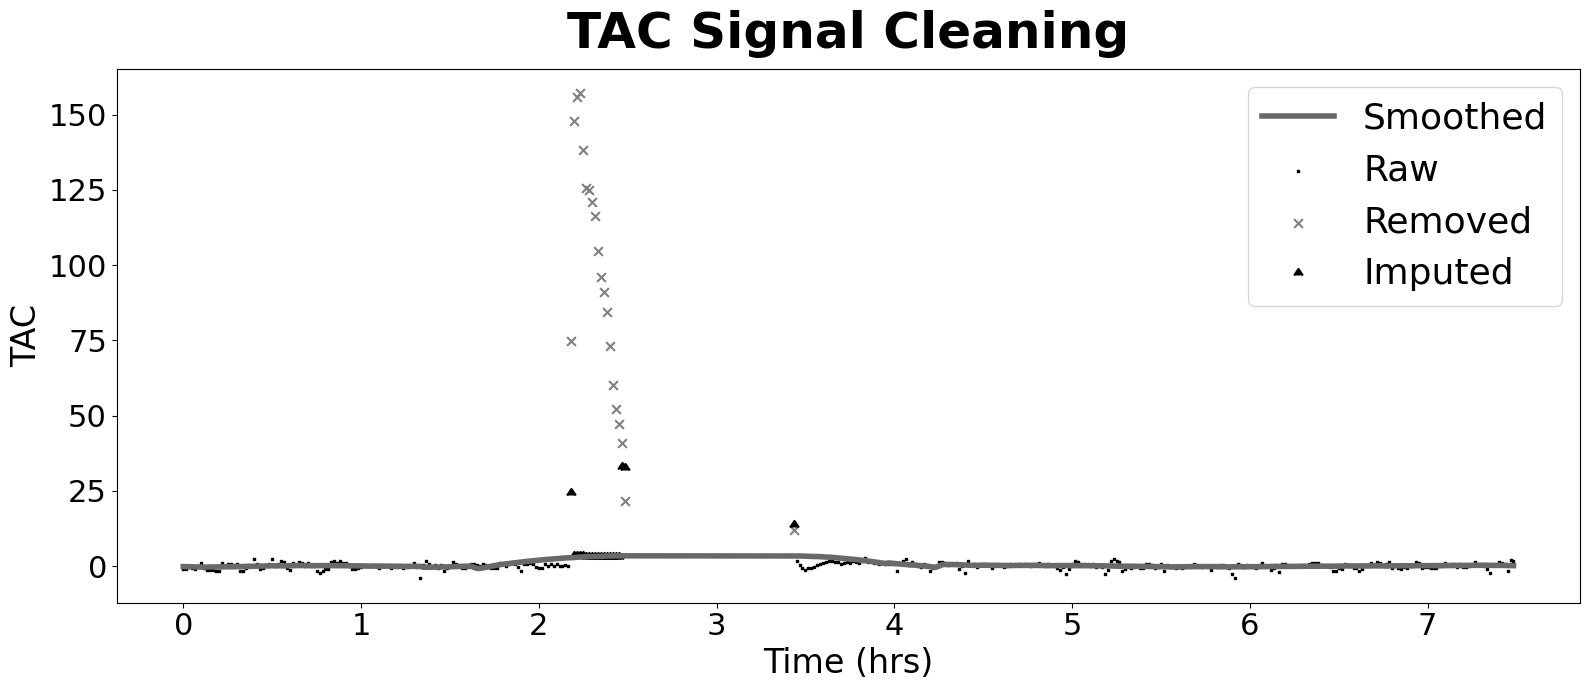 TAC Signal Cleaning
150
125
100
75
50
25
0
TAC
Smoothed
Raw
Removed
Imputed
0 1 2 3 4 5 6 7
Time (hrs)